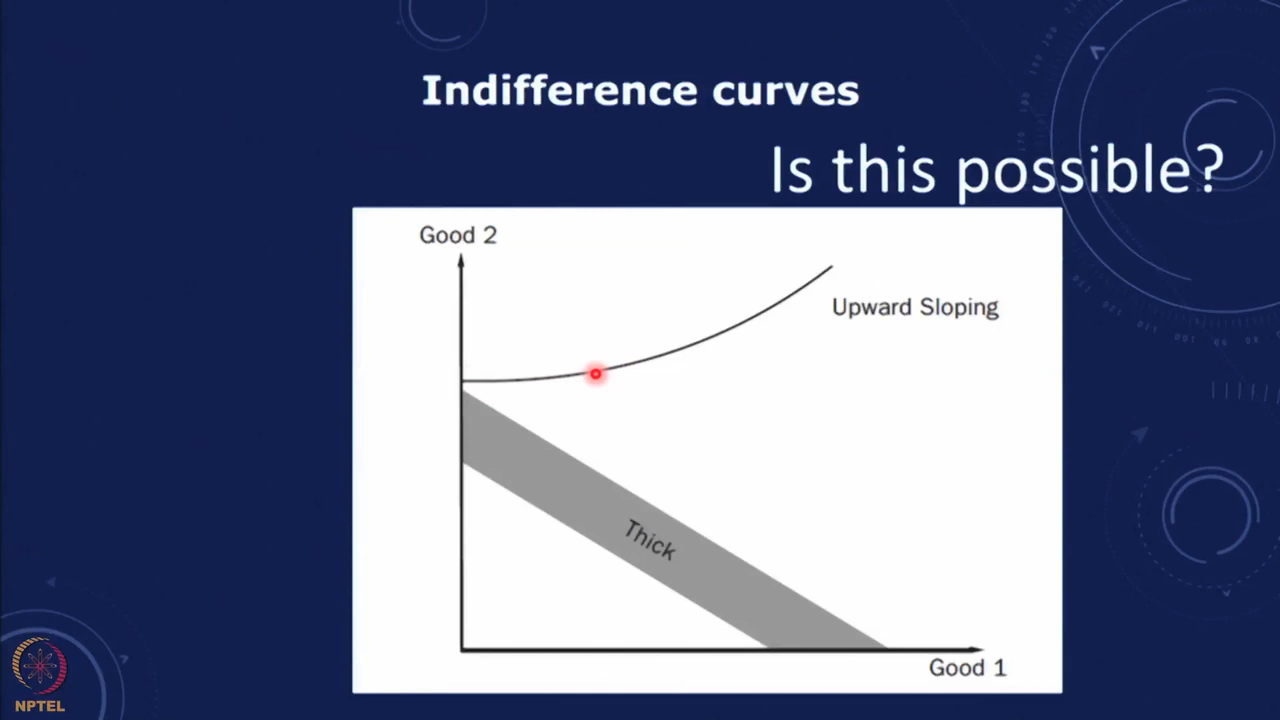 Indifference curves
Is this possible?
Good 2
Upward Sloping
Thick
Good 1
NPTEL